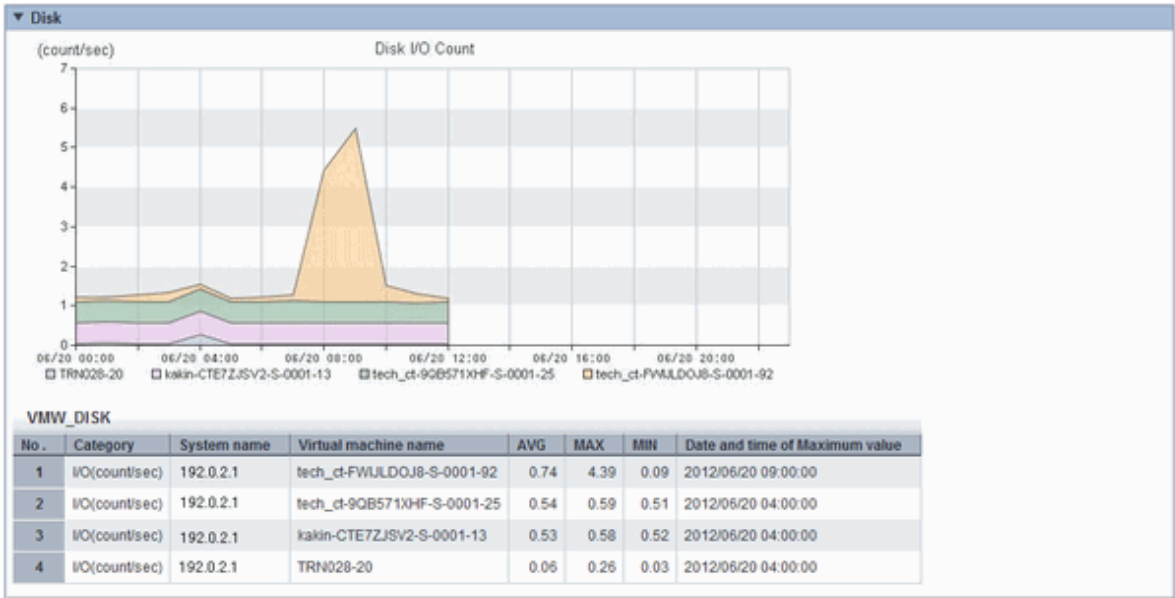 ▼ Disk
(count/sec) Disk I/O Count
7
6
5
4
3
2
1
0
06/20 00:00 06/20 04:00 06/20 08:00 06/20 12:00 06/20 16:00 06/20 20:00
TRN028-20 kakin-CTE7ZJSV2-S-0001-13 tech_ct-9QB571XHF-S-0001-25 tech_ct-FWIJLDOJ8-S-0001-92
VMW_DISK
No. Category System name Virtual machine name AVG MAX MIN Date and time of Maximum value
1 I/O(count/sec) 192.0.2.1 tech_ct-FWIJLDOJ8-S-0001-92 0.74 4.39 0.09 2012/06/20 09:00:00
2 I/O(count/sec) 192.0.2.1 tech_ct-9QB571XHF-S-0001-25 0.54 0.59 0.51 2012/06/20 04:00:00
3 I/O(count/sec) 192.0.2.1 kakin-CTE7ZJSV2-S-0001-13 0.53 0.58 0.52 2012/06/20 04:00:00
4 I/O(count/sec) 192.0.2.1 TRN028-20 0.06 0.26 0.03 2012/06/20 04:00:00